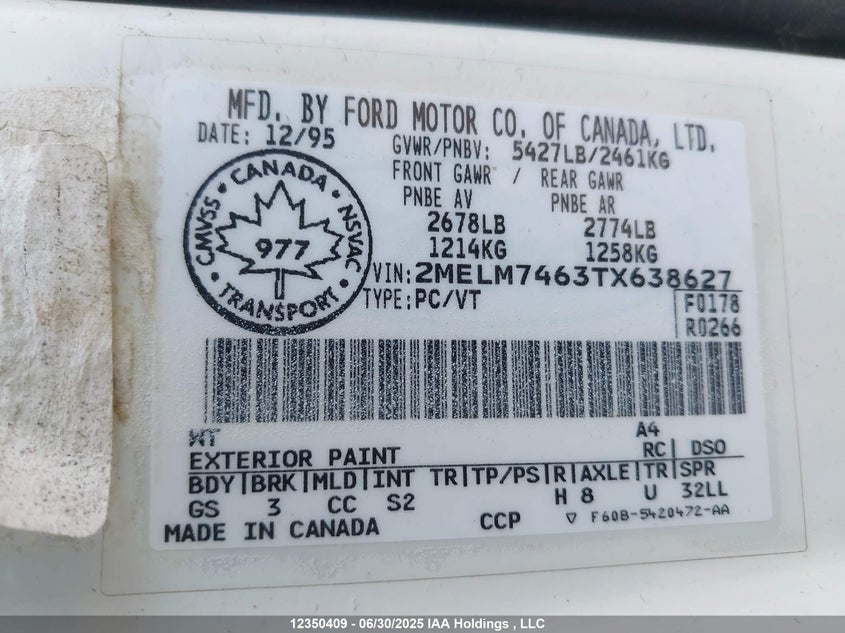 MFD. BY FORD MOTOR CO. OF CANADA, LTD.
DATE: 12/95
GVWR/PNBV: 5427LB/2461KG
FRONT GAWR / REAR GAWR
PNBE AV PNBE AR
2678LB 2774LB
1214KG 1258KG
CANADA · NSVAC · TRANSPORT · CMVSS ·
977
VIN: 2MELM7463TX638627
TYPE: PC/VT
F0178
R0266
WT A4
EXTERIOR PAINT RC| DSO
BDY|BRK|MLD|INT TR|TP/PS|R|AXLE|TR|SPR
GS 3 CC S2 H 8 U 32LL
MADE IN CANADA CCP ▽ F60B-5420472-AA
12350409 - 06/30/2025 IAA Holdings , LLC